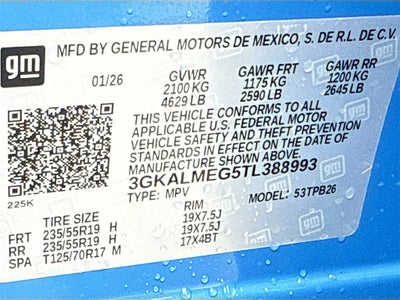 gm
MFD BY GENERAL MOTORS DE MEXICO, S. DE R.L. DE C.V.
01/26 GVWR GAWR FRT GAWR RR
2100 KG 1175 KG 1200 KG
4629 LB 2590 LB 2645 LB
THIS VEHICLE CONFORMS TO ALL
APPLICABLE U.S. FEDERAL MOTOR
VEHICLE SAFETY AND THEFT PREVENTION
STANDARDS IN EFFECT ON THE DATE OF
MANUFACTURE SHOWN ABOVE.
3GKALMEG5TL388993
TYPE: MPV MODEL: 53TPB26
225K
TIRE SIZE RIM
FRT 235/55R19 H 19X7.5J
RR 235/55R19 H 19X7.5J
SPA T125/70R17 M 17X4BT